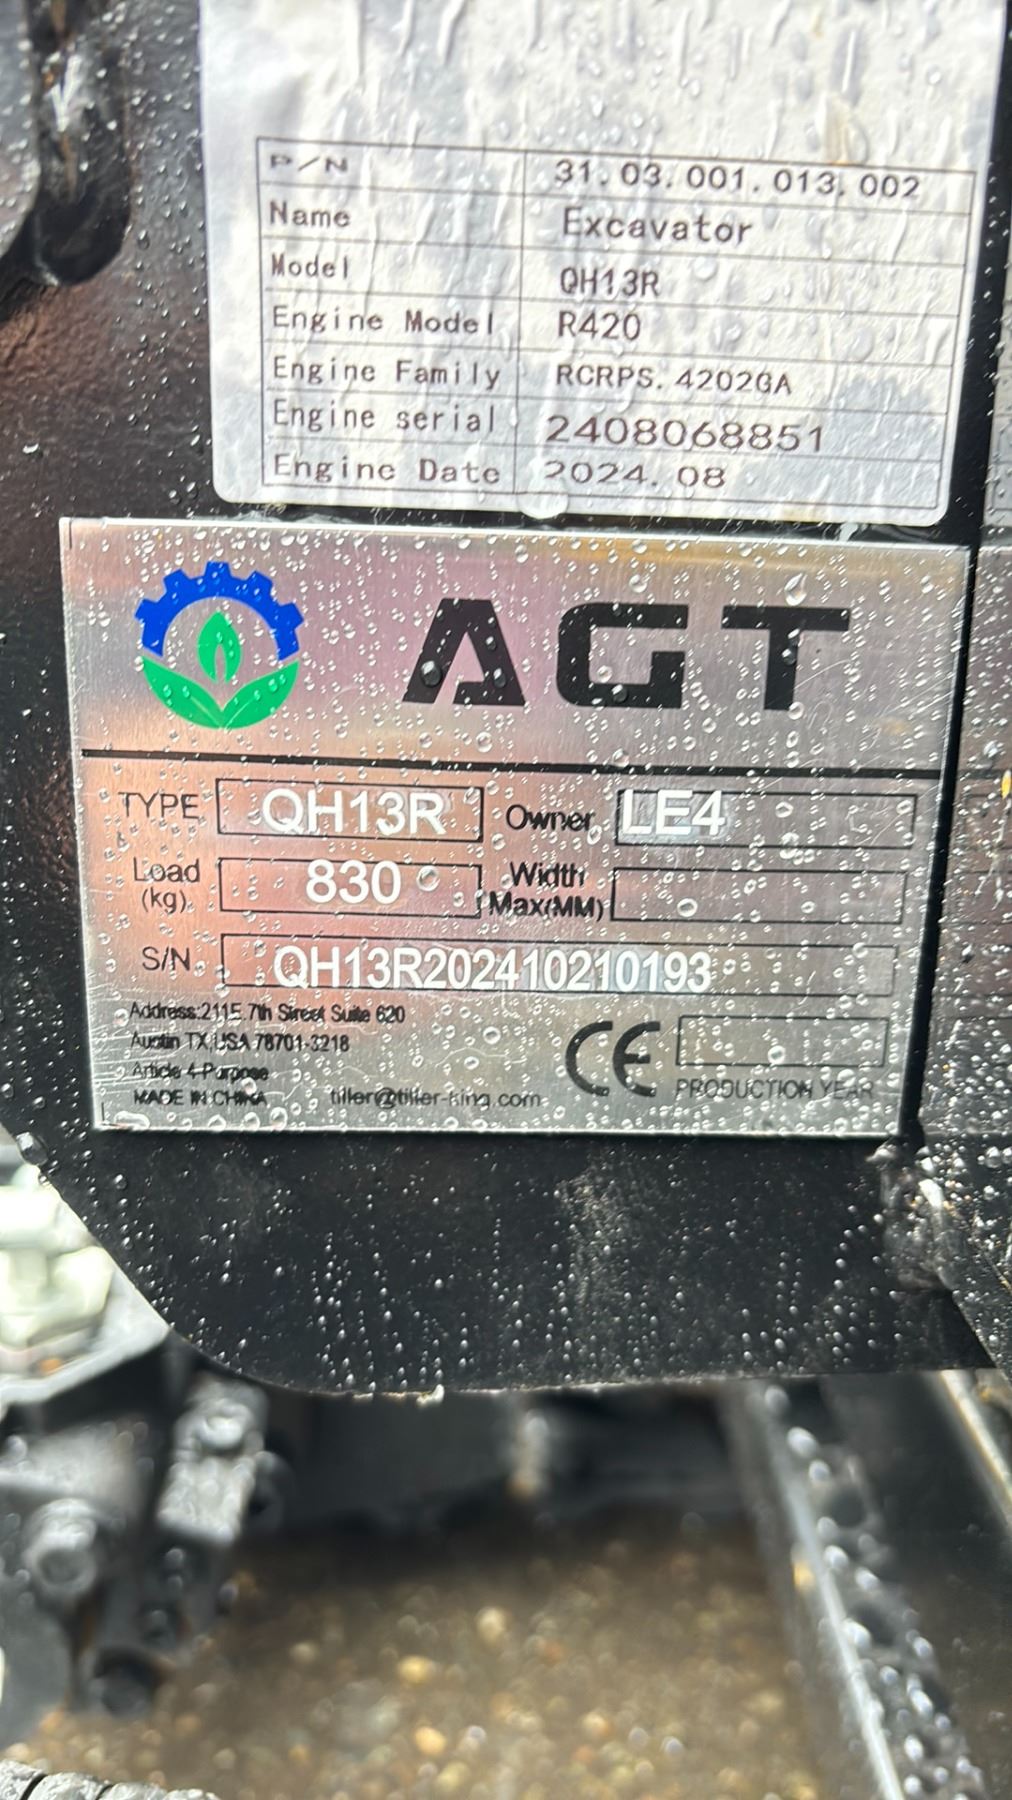 P/N 31.03.001.013.002
Name Excavator
Model QH13R
Engine Model R420
Engine Family RCRPS.4202GA
Engine serial 2408068851
Engine Date 2024.08
AGT
TYPE QH13R Owner LE4
Load (kg) 830 Width Max(MM)
S/N QH13R202410210193
Address:211E.7th Street Suite 620
Austin TX,USA 78701-3218
Article 4 Purpose
MADE IN CHINA tiller@tiller-king.com
CE PRODUCTION YEAR